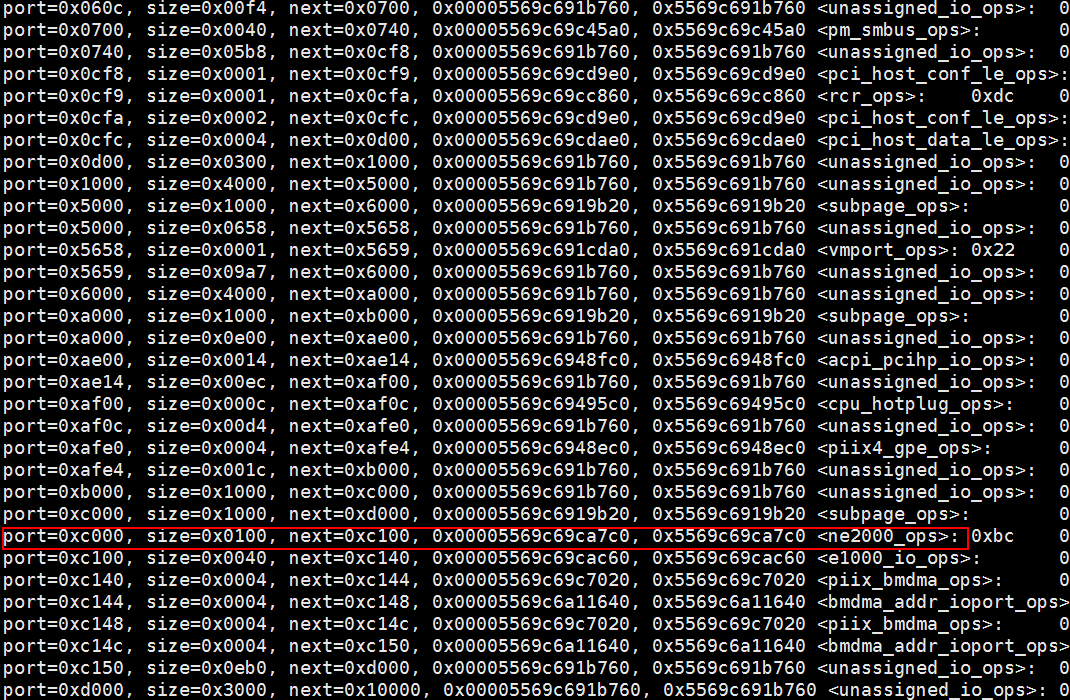 port=0x060c, size=0x00f4, next=0x0700, 0x00005569c691b760, 0x5569c691b760 <unassigned_io_ops>: 0
port=0x0700, size=0x0040, next=0x0740, 0x00005569c69c45a0, 0x5569c69c45a0 <pm_smbus_ops>: 0
port=0x0740, size=0x05b8, next=0x0cf8, 0x00005569c691b760, 0x5569c691b760 <unassigned_io_ops>: 0
port=0x0cf8, size=0x0001, next=0x0cf9, 0x00005569c69cd9e0, 0x5569c69cd9e0 <pci_host_conf_le_ops>:
port=0x0cf9, size=0x0001, next=0x0cfa, 0x00005569c69cc860, 0x5569c69cc860 <rcr_ops>: 0xdc 0
port=0x0cfa, size=0x0002, next=0x0cfc, 0x00005569c69cd9e0, 0x5569c69cd9e0 <pci_host_conf_le_ops>:
port=0x0cfc, size=0x0004, next=0x0d00, 0x00005569c69cdae0, 0x5569c69cdae0 <pci_host_data_le_ops>:
port=0x0d00, size=0x0300, next=0x1000, 0x00005569c691b760, 0x5569c691b760 <unassigned_io_ops>: 0
port=0x1000, size=0x4000, next=0x5000, 0x00005569c691b760, 0x5569c691b760 <unassigned_io_ops>: 0
port=0x5000, size=0x1000, next=0x6000, 0x00005569c6919b20, 0x5569c6919b20 <subpage_ops>: 0
port=0x5000, size=0x0658, next=0x5658, 0x00005569c691b760, 0x5569c691b760 <unassigned_io_ops>: 0
port=0x5658, size=0x0001, next=0x5659, 0x00005569c691cda0, 0x5569c691cda0 <vmport_ops>: 0x22 0
port=0x5659, size=0x09a7, next=0x6000, 0x00005569c691b760, 0x5569c691b760 <unassigned_io_ops>: 0
port=0x6000, size=0x4000, next=0xa000, 0x00005569c691b760, 0x5569c691b760 <unassigned_io_ops>: 0
port=0xa000, size=0x1000, next=0xb000, 0x00005569c6919b20, 0x5569c6919b20 <subpage_ops>: 0
port=0xa000, size=0x0e00, next=0xae00, 0x00005569c691b760, 0x5569c691b760 <unassigned_io_ops>: 0
port=0xae00, size=0x0014, next=0xae14, 0x00005569c6948fc0, 0x5569c6948fc0 <acpi_pcihp_io_ops>: 0
port=0xae14, size=0x00ec, next=0xaf00, 0x00005569c691b760, 0x5569c691b760 <unassigned_io_ops>: 0
port=0xaf00, size=0x000c, next=0xaf0c, 0x00005569c69495c0, 0x5569c69495c0 <cpu_hotplug_ops>: 0
port=0xaf0c, size=0x00d4, next=0xafe0, 0x00005569c691b760, 0x5569c691b760 <unassigned_io_ops>: 0
port=0xafe0, size=0x0004, next=0xafe4, 0x00005569c6948ec0, 0x5569c6948ec0 <piix4_gpe_ops>: 0
port=0xafe4, size=0x001c, next=0xb000, 0x00005569c691b760, 0x5569c691b760 <unassigned_io_ops>: 0
port=0xb000, size=0x1000, next=0xc000, 0x00005569c691b760, 0x5569c691b760 <unassigned_io_ops>: 0
port=0xc000, size=0x1000, next=0xd000, 0x00005569c6919b20, 0x5569c6919b20 <subpage_ops>: 0
port=0xc000, size=0x0100, next=0xc100, 0x00005569c69ca7c0, 0x5569c69ca7c0 <ne2000_ops>: 0xbc 0
port=0xc100, size=0x0040, next=0xc140, 0x00005569c69cac60, 0x5569c69cac60 <e1000_io_ops>: 0
port=0xc140, size=0x0004, next=0xc144, 0x00005569c69c7020, 0x5569c69c7020 <piix_bmdma_ops>: 0
port=0xc144, size=0x0004, next=0xc148, 0x00005569c6a11640, 0x5569c6a11640 <bmdma_addr_ioport_ops>
port=0xc148, size=0x0004, next=0xc14c, 0x00005569c69c7020, 0x5569c69c7020 <piix_bmdma_ops>: 0
port=0xc14c, size=0x0004, next=0xc150, 0x00005569c6a11640, 0x5569c6a11640 <bmdma_addr_ioport_ops>
port=0xc150, size=0x0eb0, next=0xd000, 0x00005569c691b760, 0x5569c691b760 <unassigned_io_ops>: 0
port=0xd000, size=0x3000, next=0x10000, 0x00005569c691b760, 0x5569c691b760 <unassigned_io_ops>: 0